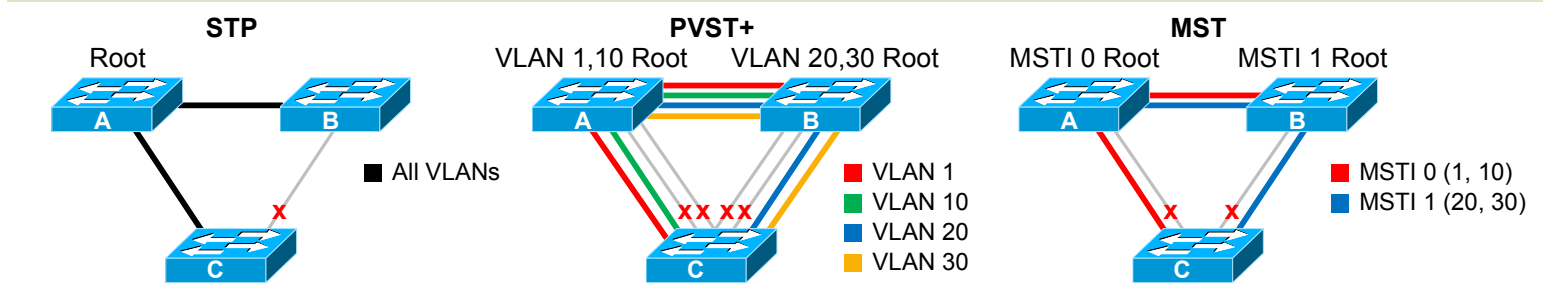 STP
Root
A
B
All VLANs
x
C
PVST+
VLAN 1,10 Root
VLAN 20,30 Root
A
B
VLAN 1
VLAN 10
VLAN 20
VLAN 30
x x x x
C
MST
MSTI 0 Root
MSTI 1 Root
A
B
MSTI 0 (1, 10)
MSTI 1 (20, 30)
x x
C